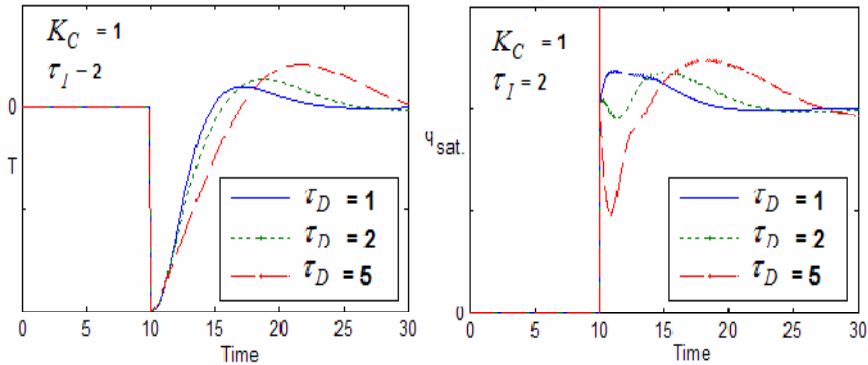 K_C = 1
τ_I - 2
0
T
τ_D = 1
τ_D = 2
τ_D = 5
0 5 10 15 20 25 30
Time
K_C = 1
τ_I = 2
q sat.
τ_D = 1
τ_D = 2
τ_D = 5
0
0 5 10 15 20 25 30
Time